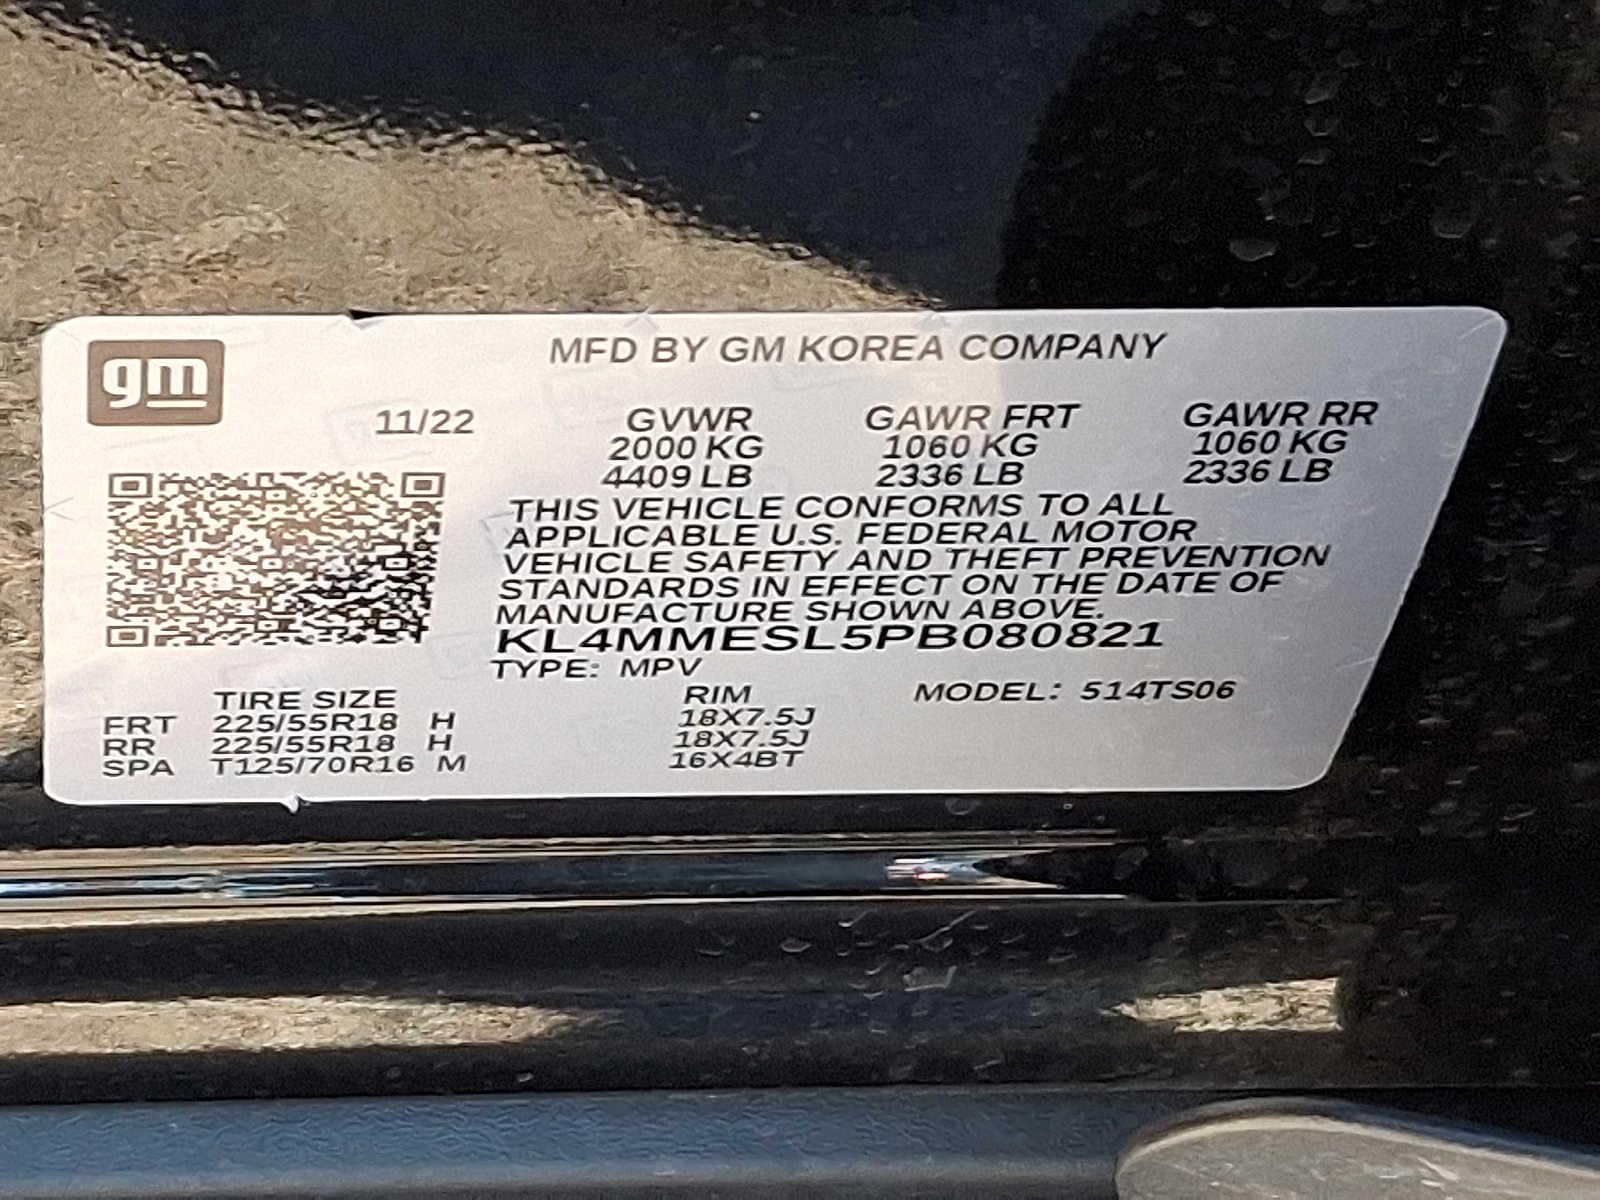 gm
MFD BY GM KOREA COMPANY
11/22 GVWR GAWR FRT GAWR RR
2000 KG 1060 KG 1060 KG
4409 LB 2336 LB 2336 LB
THIS VEHICLE CONFORMS TO ALL
APPLICABLE U.S. FEDERAL MOTOR
VEHICLE SAFETY AND THEFT PREVENTION
STANDARDS IN EFFECT ON THE DATE OF
MANUFACTURE SHOWN ABOVE.
KL4MMESL5PB080821
TYPE: MPV
TIRE SIZE RIM MODEL: 514TS06
FRT 225/55R18 H 18X7.5J
RR 225/55R18 H 18X7.5J
SPA T125/70R16 M 16X4BT